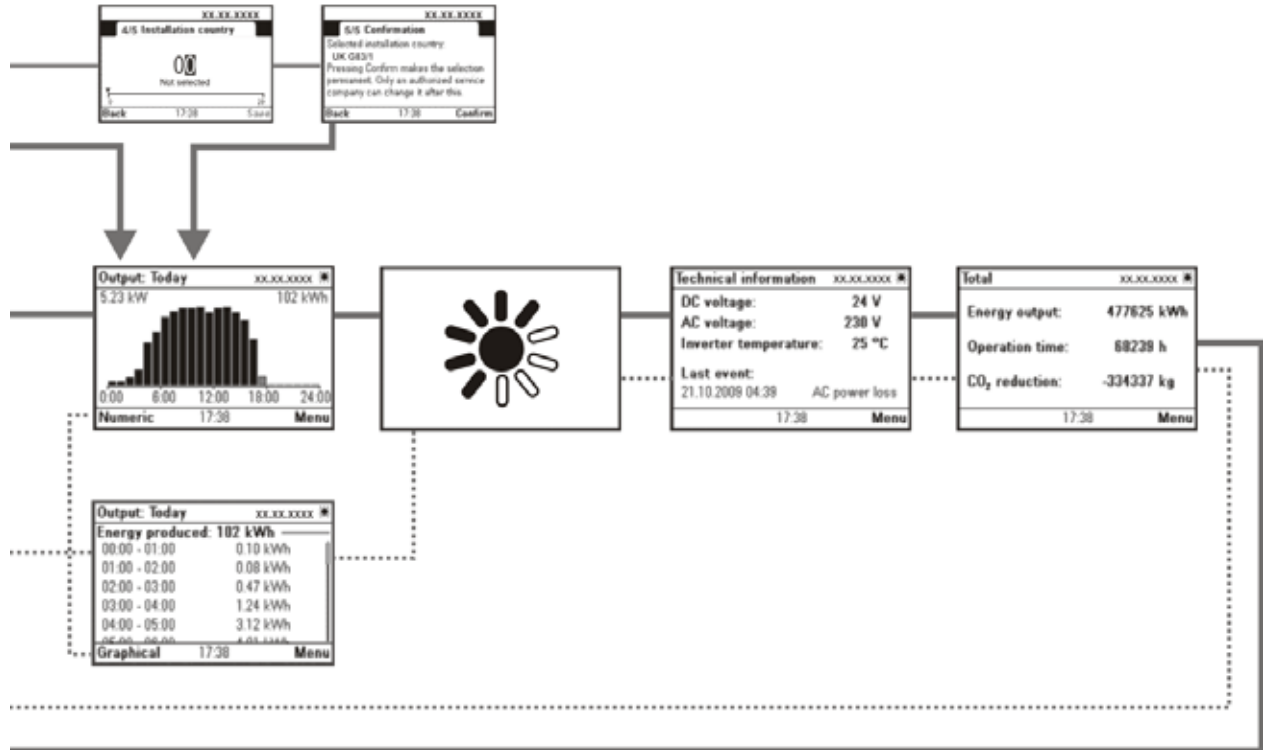 xx.xx.xxxx
4/5 Installation country
00
Not selected
0 28
Back 17:38 Save
xx.xx.xxxx
5/5 Confirmation
Selected installation country:
UK G83/1
Pressing Confirm makes the selection
permanent. Only an authorized service
company can change it after this.
Back 17:38 Confirm
Output: Today xx.xx.xxxx
5.23 kW 102 kWh
0:00 6:00 12:00 18:00 24:00
Numeric 17:38 Menu
Technical information xx.xx.xxxx
DC voltage: 24 V
AC voltage: 230 V
Inverter temperature: 25 °C
Last event:
21.10.2009 04:39 AC power loss
17:38 Menu
Total xx.xx.xxxx
Energy output: 477625 kWh
Operation time: 68239 h
CO₂ reduction: -334337 kg
17:38 Menu
Output: Today xx.xx.xxxx
Energy produced: 102 kWh
00:00 - 01:00 0.10 kWh
01:00 - 02:00 0.08 kWh
02:00 - 03:00 0.47 kWh
03:00 - 04:00 1.24 kWh
04:00 - 05:00 3.12 kWh
05:00 - 06:00
Graphical 17:38 Menu